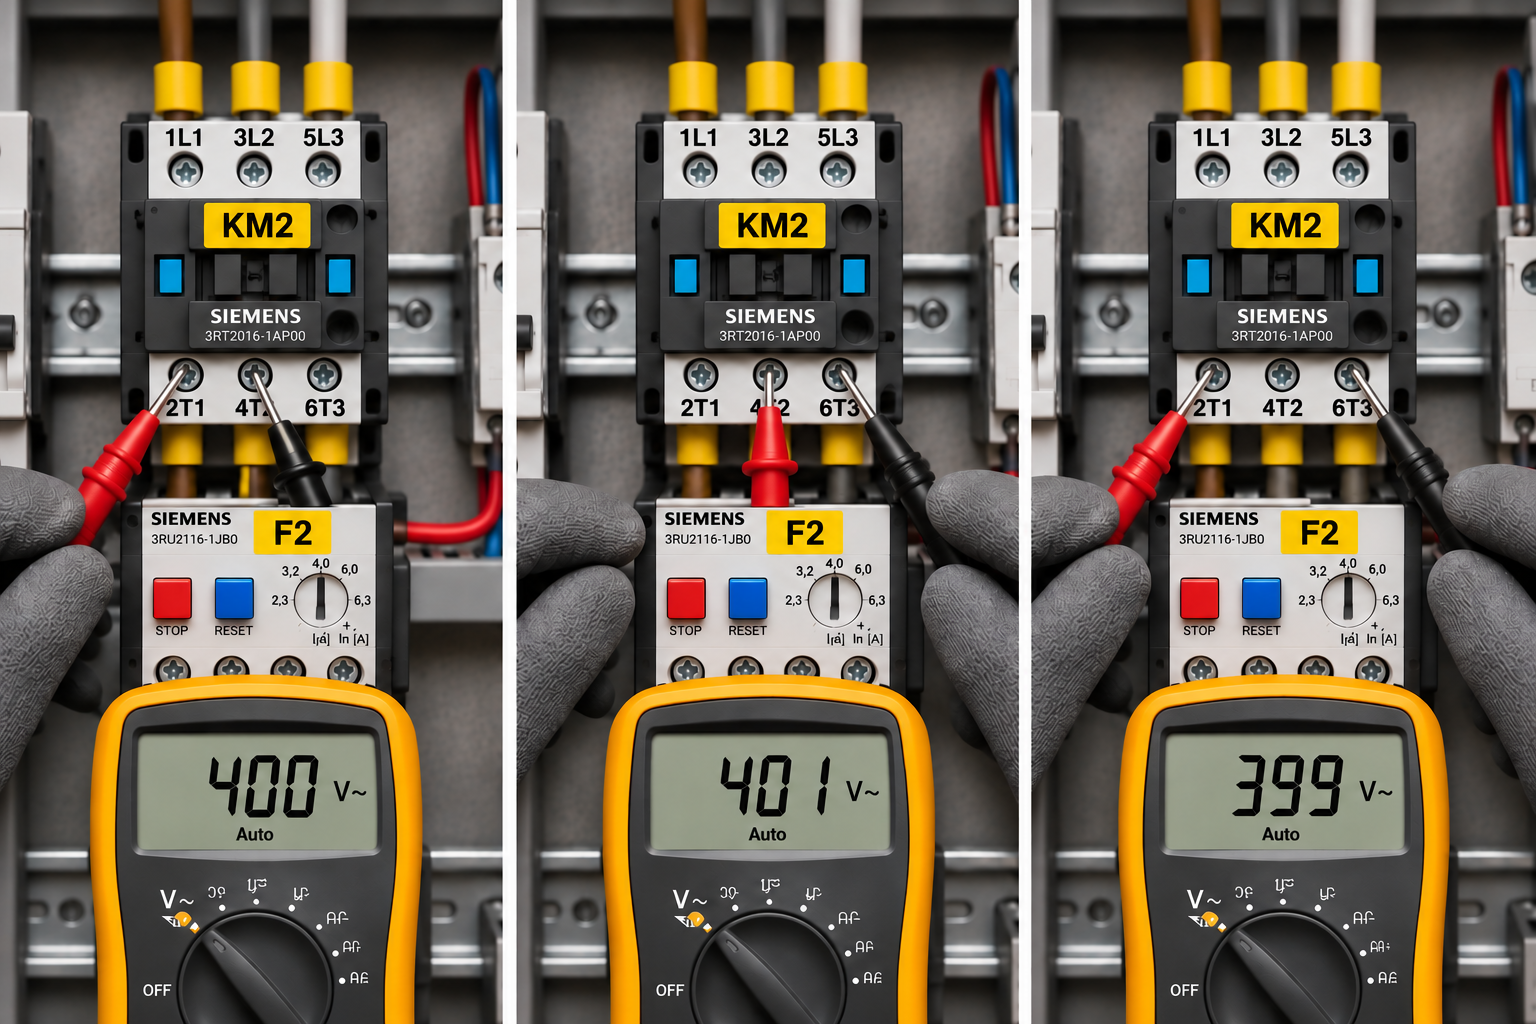 1L1 3L2 5L3
KM2
SIEMENS
3RT2016-1AP00
2T1 4T2 6T3
SIEMENS
3RU2116-1JB0
F2
3,2 4,0 6,0
2,3 6,3
STOP RESET
In [A]
400 V~
Auto
V~
OFF
1L1 3L2 5L3
KM2
SIEMENS
3RT2016-1AP00
2T1 6T3
SIEMENS
3RU2116-1JB0
F2
3,2 4,0 6,0
2,3 6,3
STOP RESET
In [A]
401 V~
Auto
V~
OFF
1L1 3L2 5L3
KM2
SIEMENS
3RT2016-1AP00
2T1 4T2 6T3
SIEMENS
3RU2116-1JB0
F2
3,2 4,0 6,0
2,3 6,3
STOP RESET
In [A]
399 V~
Auto
V~
OFF